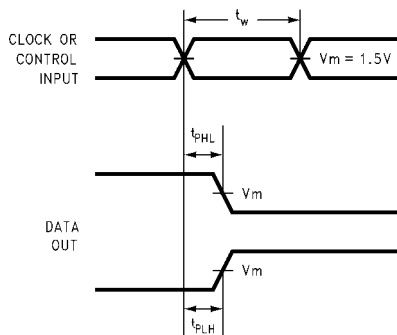 t_w
CLOCK OR
CONTROL
INPUT
Vm = 1.5V
t_PHL
Vm
DATA
OUT
Vm
t_PLH